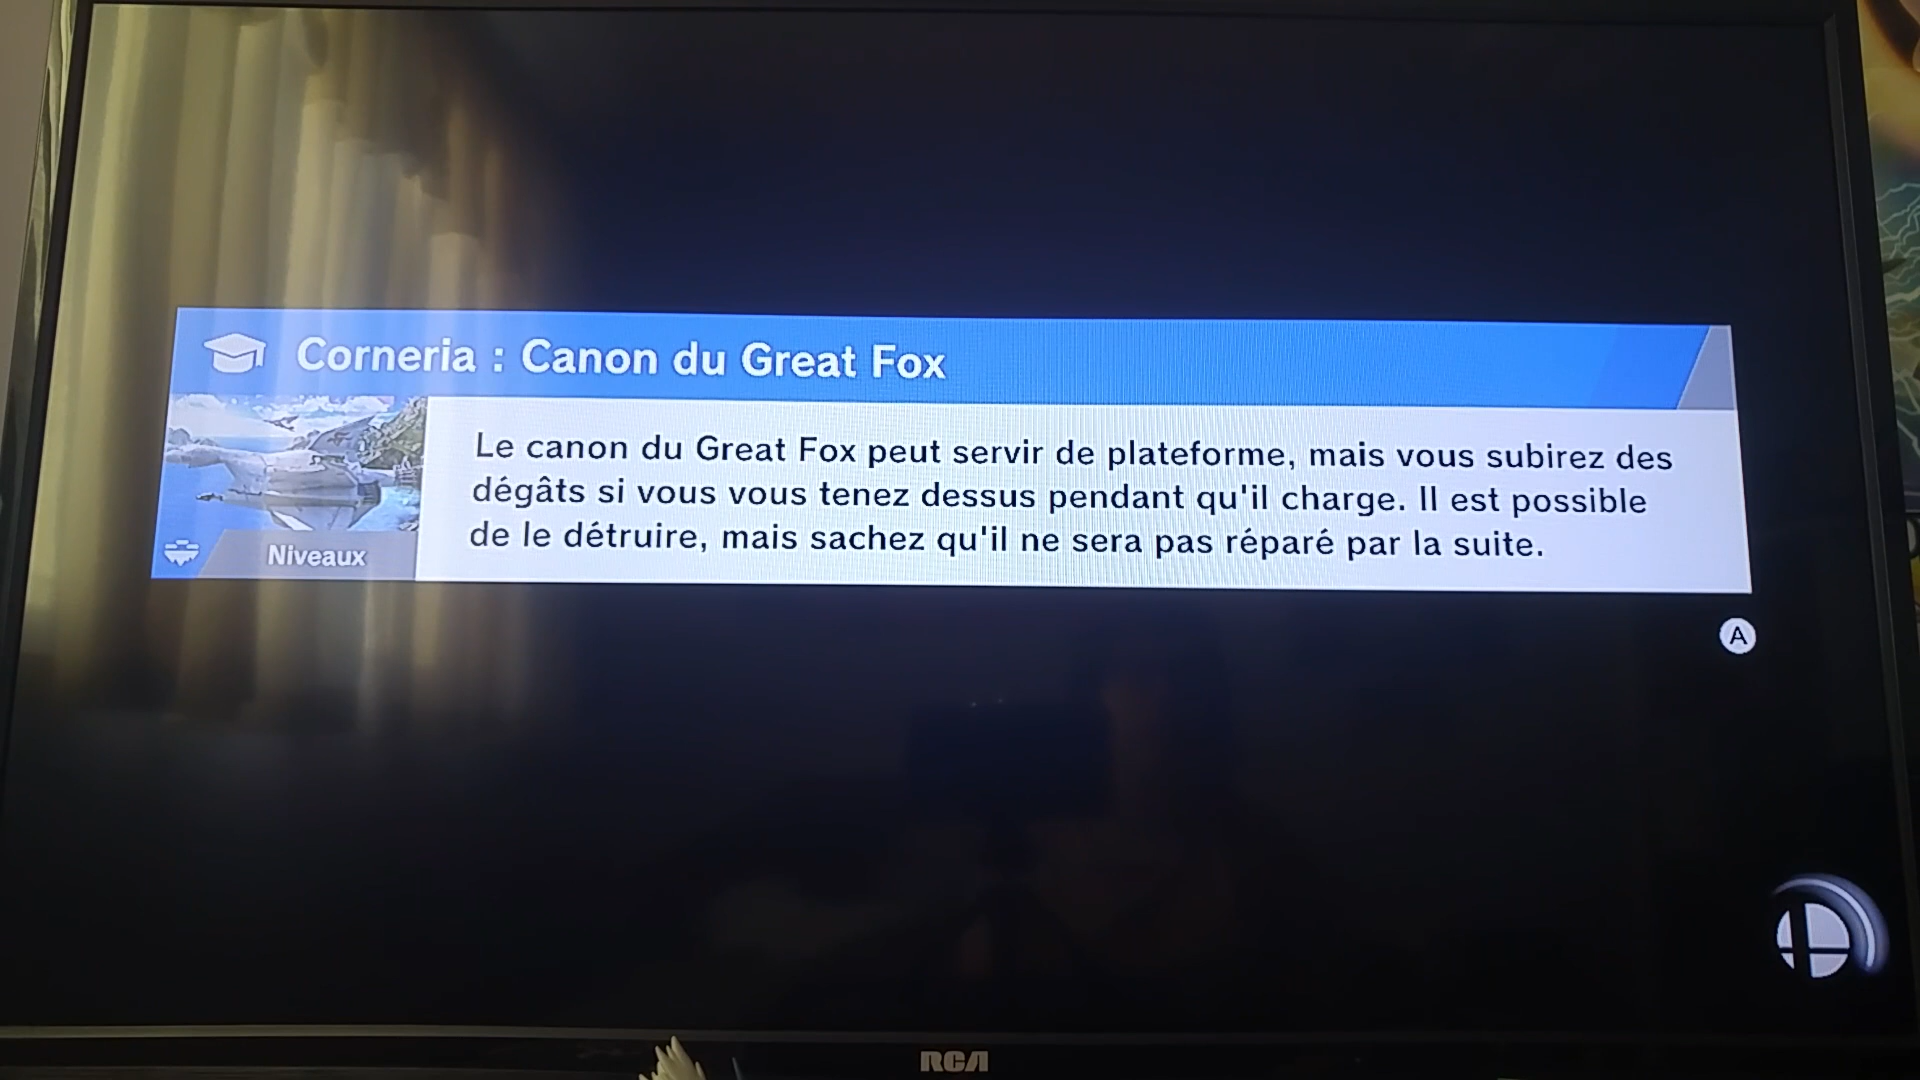 Corneria : Canon du Great Fox
Le canon du Great Fox peut servir de plateforme, mais vous subirez des
dégâts si vous vous tenez dessus pendant qu'il charge. Il est possible
de le détruire, mais sachez qu'il ne sera pas réparé par la suite.
Niveaux
A
RCA